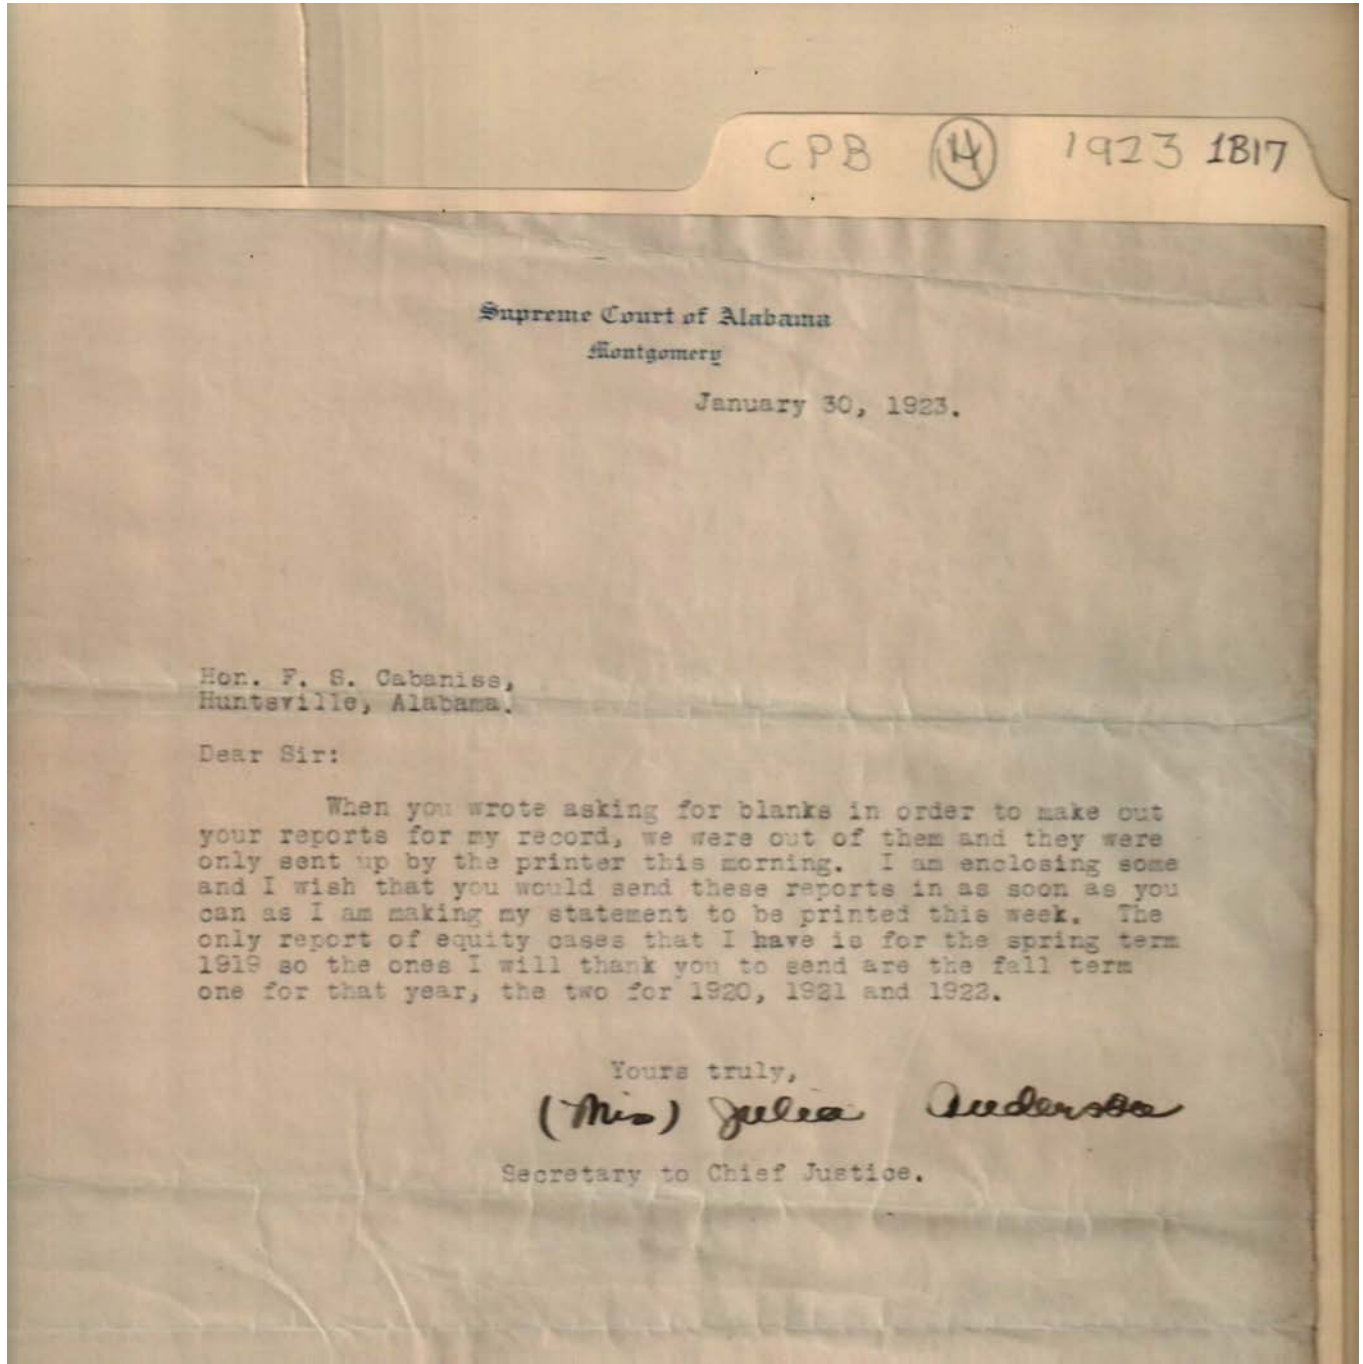 CPB 14 1923 1B17
Supreme Court of Alabama
Montgomery
January 30, 1923.
Hon. F. S. Cabaniss,
Huntsville, Alabama.
Dear Sir:
When you wrote asking for blanks in order to make out
your reports for my record, we were out of them and they were
only sent up by the printer this morning. I am enclosing some
and I wish that you would send these reports in as soon as you
can as I am making my statement to be printed this week. The
only report of equity cases that I have is for the spring term
1919 so the ones I will thank you to send are the fall term
one for that year, the two for 1920, 1921 and 1922.
Yours truly,
(Miss) Julia Anderson
Secretary to Chief Justice.